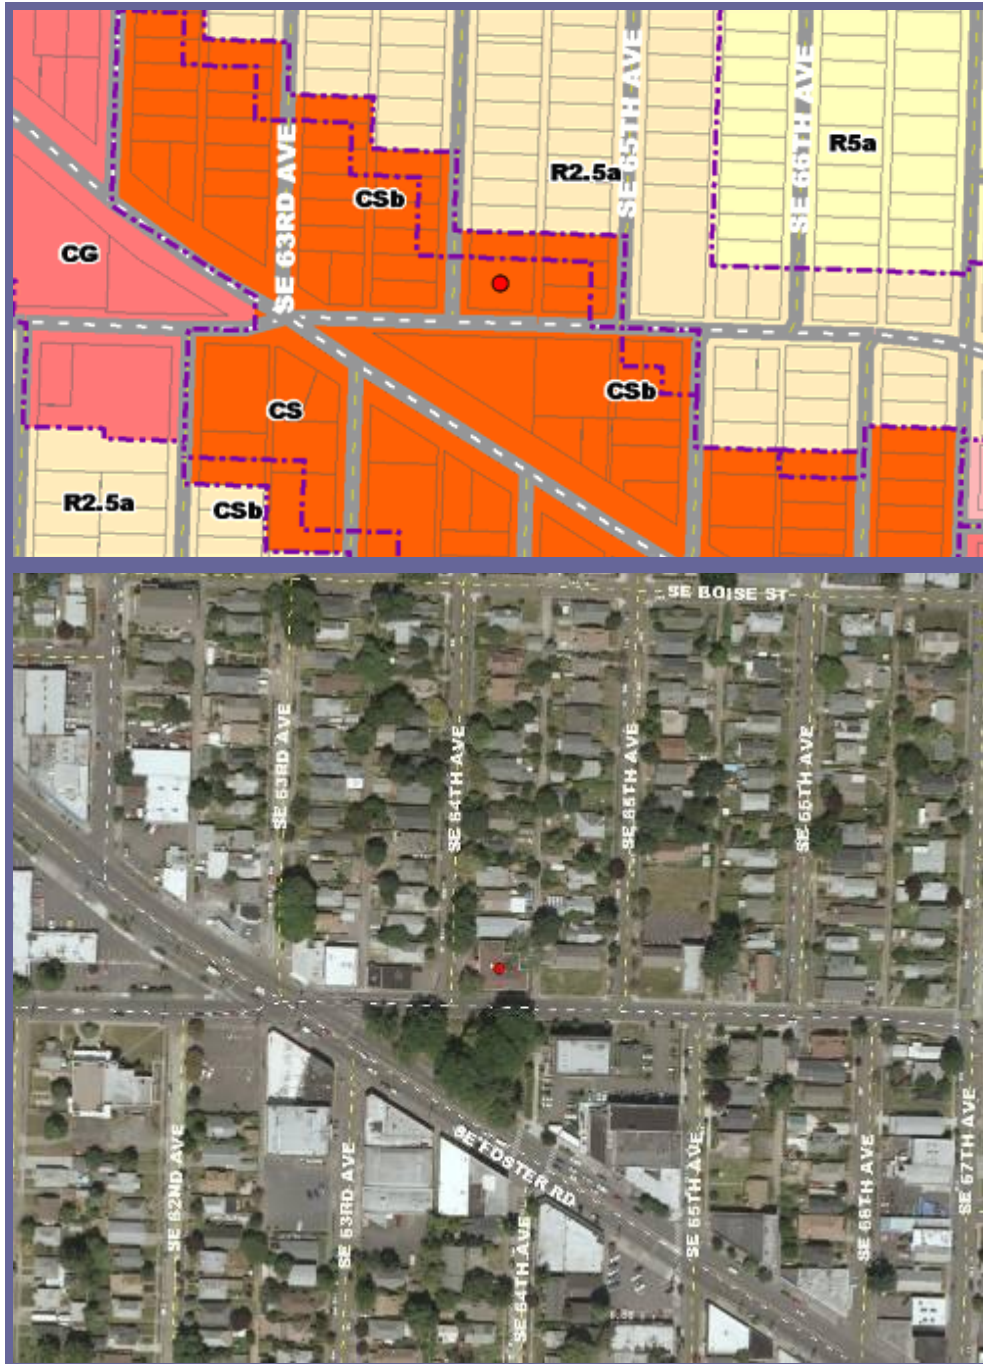 SE 65TH AVE
SE 66TH AVE
R5a
R2.5a
SE 63RD AVE
CSb
CG
CSb
CS
R2.5a
CSb
SE BOISE ST
SE 63RD AVE
SE 64TH AVE
SE 65TH AVE
SE 66TH AVE
SE FOSTER RD
SE 62ND AVE
SE 63RD AVE
SE 64TH AVE
SE 65TH AVE
SE 66TH AVE
SE 67TH AVE